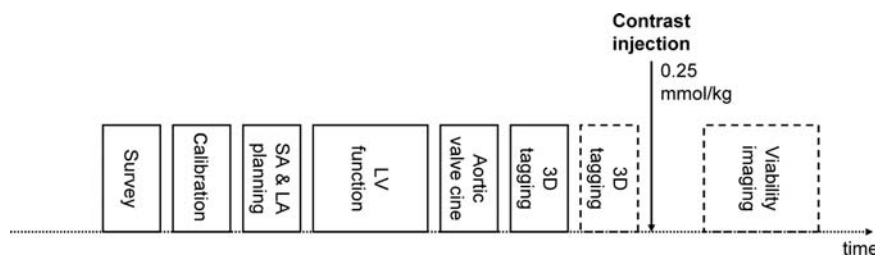 Contrast
injection
0.25
mmol/kg
Survey
Calibration
SA & LA
planning
LV
function
Aortic
valve cine
3D
tagging
3D
tagging
Viability
imaging
time